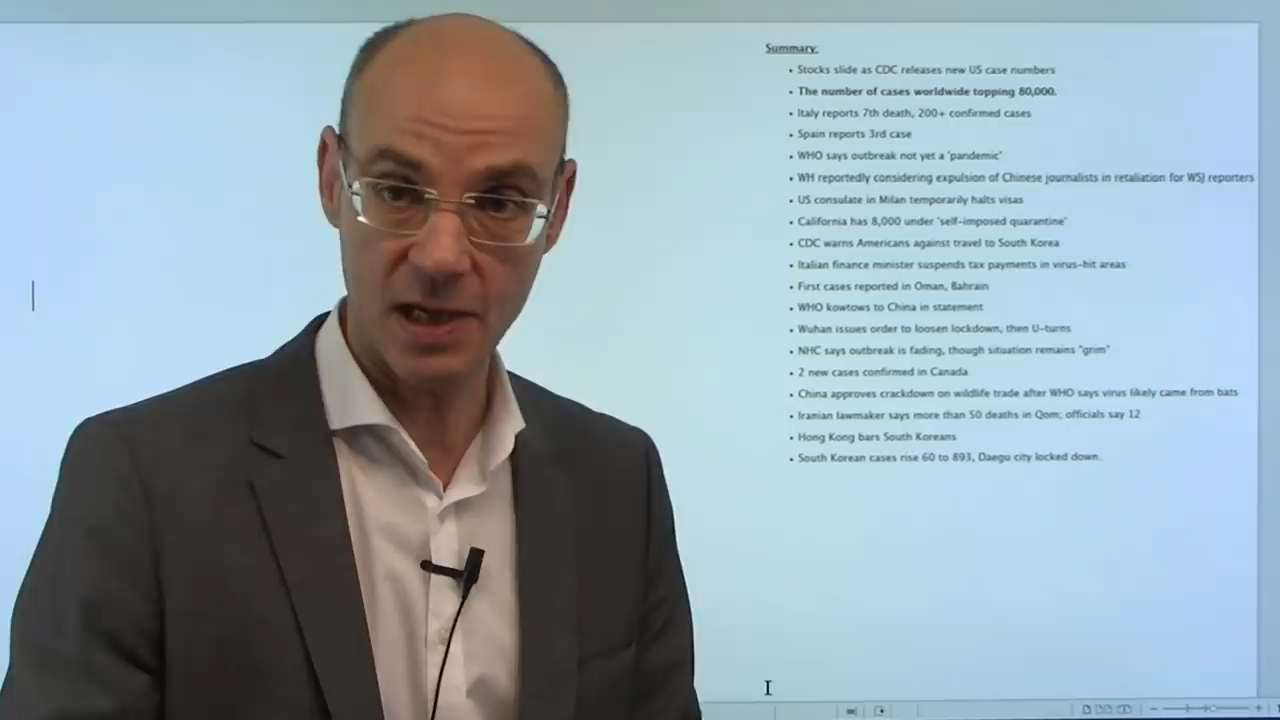 Summary:
• Stocks slide as CDC releases new US case numbers
• The number of cases worldwide topping 80,000.
• Italy reports 7th death, 200+ confirmed cases
• Spain reports 3rd case
• WHO says outbreak not yet a 'pandemic'
• WH reportedly considering expulsion of Chinese journalists in retaliation for WSJ reporters
• US consulate in Milan temporarily halts visas
• California has 8,000 under 'self-imposed quarantine'
• CDC warns Americans against travel to South Korea
• Italian finance minister suspends tax payments in virus-hit areas
• First cases reported in Oman, Bahrain
• WHO kowtows to China in statement
• Wuhan issues order to loosen lockdown, then U-turns
• NHC says outbreak is fading, though situation remains "grim"
• 2 new cases confirmed in Canada
• China approves crackdown on wildlife trade after WHO says virus likely came from bats
• Iranian lawmaker says more than 50 deaths in Qom; officials say 12
• Hong Kong bars South Koreans
• South Korean cases rise 60 to 893, Daegu city locked down.